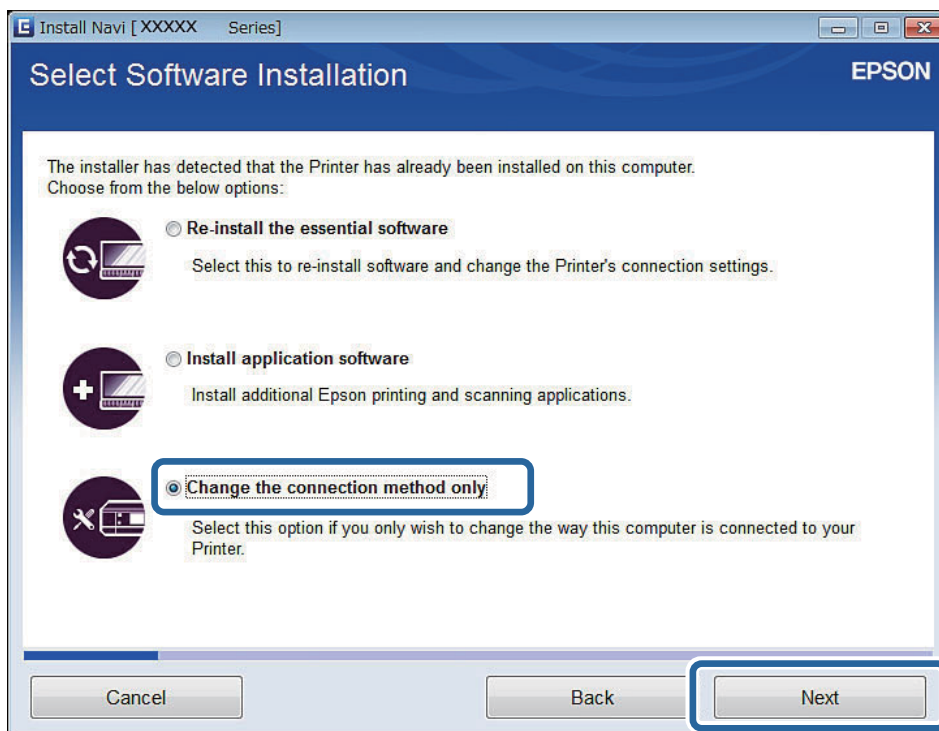 Install Navi [ XXXXX Series]
Select Software Installation
EPSON
The installer has detected that the Printer has already been installed on this computer.
Choose from the below options:
Re-install the essential software
Select this to re-install software and change the Printer's connection settings.
Install application software
Install additional Epson printing and scanning applications.
Change the connection method only
Select this option if you only wish to change the way this computer is connected to your
Printer.
Cancel
Back
Next